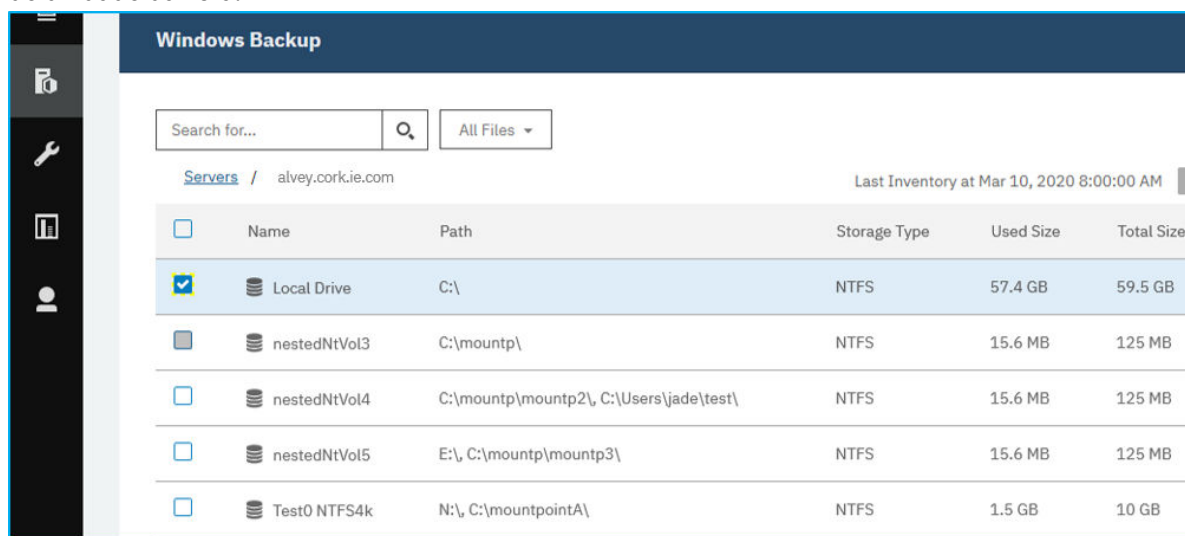 Windows Backup
Search for... All Files
Servers / alvey.cork.ie.com Last Inventory at Mar 10, 2020 8:00:00 AM
Name Path Storage Type Used Size Total Size
Local Drive C:\ NTFS 57.4 GB 59.5 GB
nestedNtVol3 C:\mountp\ NTFS 15.6 MB 125 MB
nestedNtVol4 C:\mountp\mountp2\, C:\Users\jade\test\ NTFS 15.6 MB 125 MB
nestedNtVol5 E:\, C:\mountp\mountp3\ NTFS 15.6 MB 125 MB
Test0 NTFS4k N:\, C:\mountpointA\ NTFS 1.5 GB 10 GB